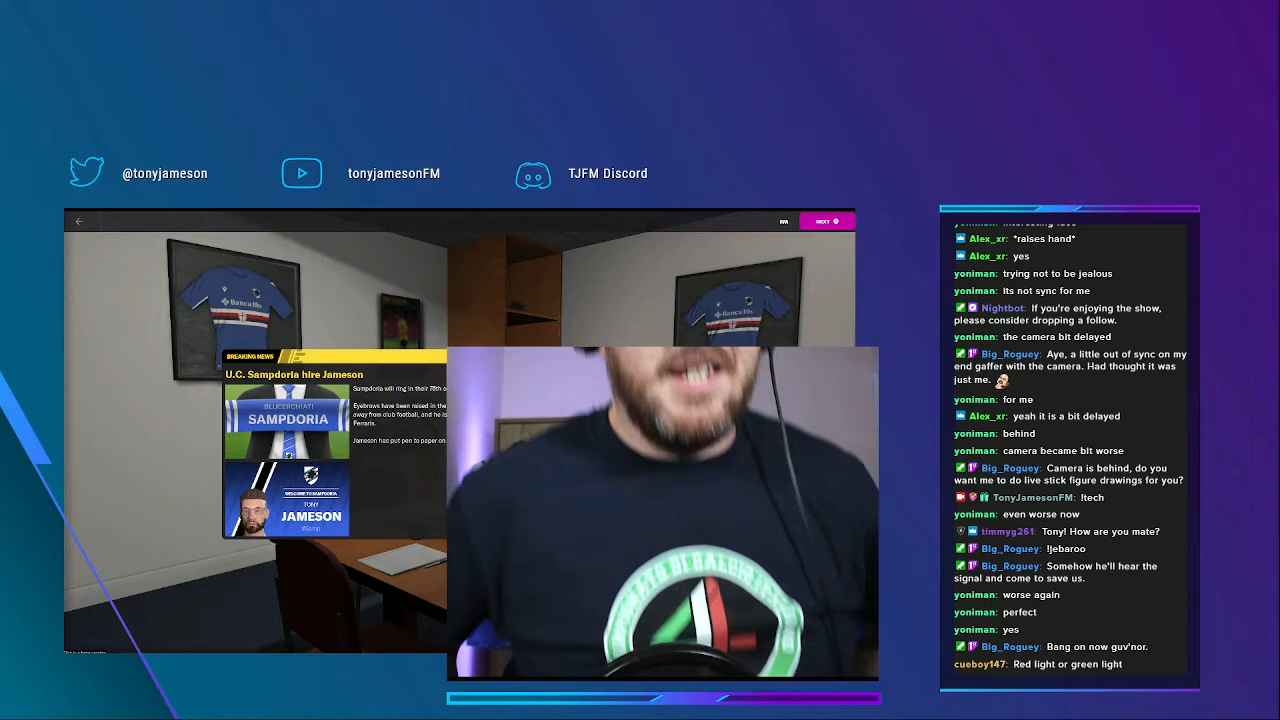 @tonyjameson
tonyjamesonFM
TJFM Discord
FM
NEXT
Banca Ifis
Banca Ifis
BREAKING NEWS
U.C. Sampdoria hire Jameson
BLUCERCHIATI
SAMPDORIA
Sampdoria will ring in their 78th s
Eyebrows have been raised in the
away from club football, and he is
Ferraris.
Jameson has put pen to paper on
WELCOME TO SAMPDORIA
TONY
JAMESON
#Samp
Alex_xr: *raises hand*
Alex_xr: yes
yoniman: trying not to be jealous
yoniman: Its not sync for me
Nightbot: If you're enjoying the show,
please consider dropping a follow.
yoniman: the camera bit delayed
Big_Roguey: Aye, a little out of sync on my
end gaffer with the camera. Had thought it was
just me.
yoniman: for me
Alex_xr: yeah it is a bit delayed
yoniman: behind
yoniman: camera became bit worse
Big_Roguey: Camera is behind, do you
want me to do live stick figure drawings for you?
TonyJamesonFM: !tech
yoniman: even worse now
timmyg261: Tony! How are you mate?
Big_Roguey: !jebaroo
Big_Roguey: Somehow he'll hear the
signal and come to save us.
yoniman: worse again
yoniman: perfect
yoniman: yes
Big_Roguey: Bang on now guv'nor.
cueboy147: Red light or green light